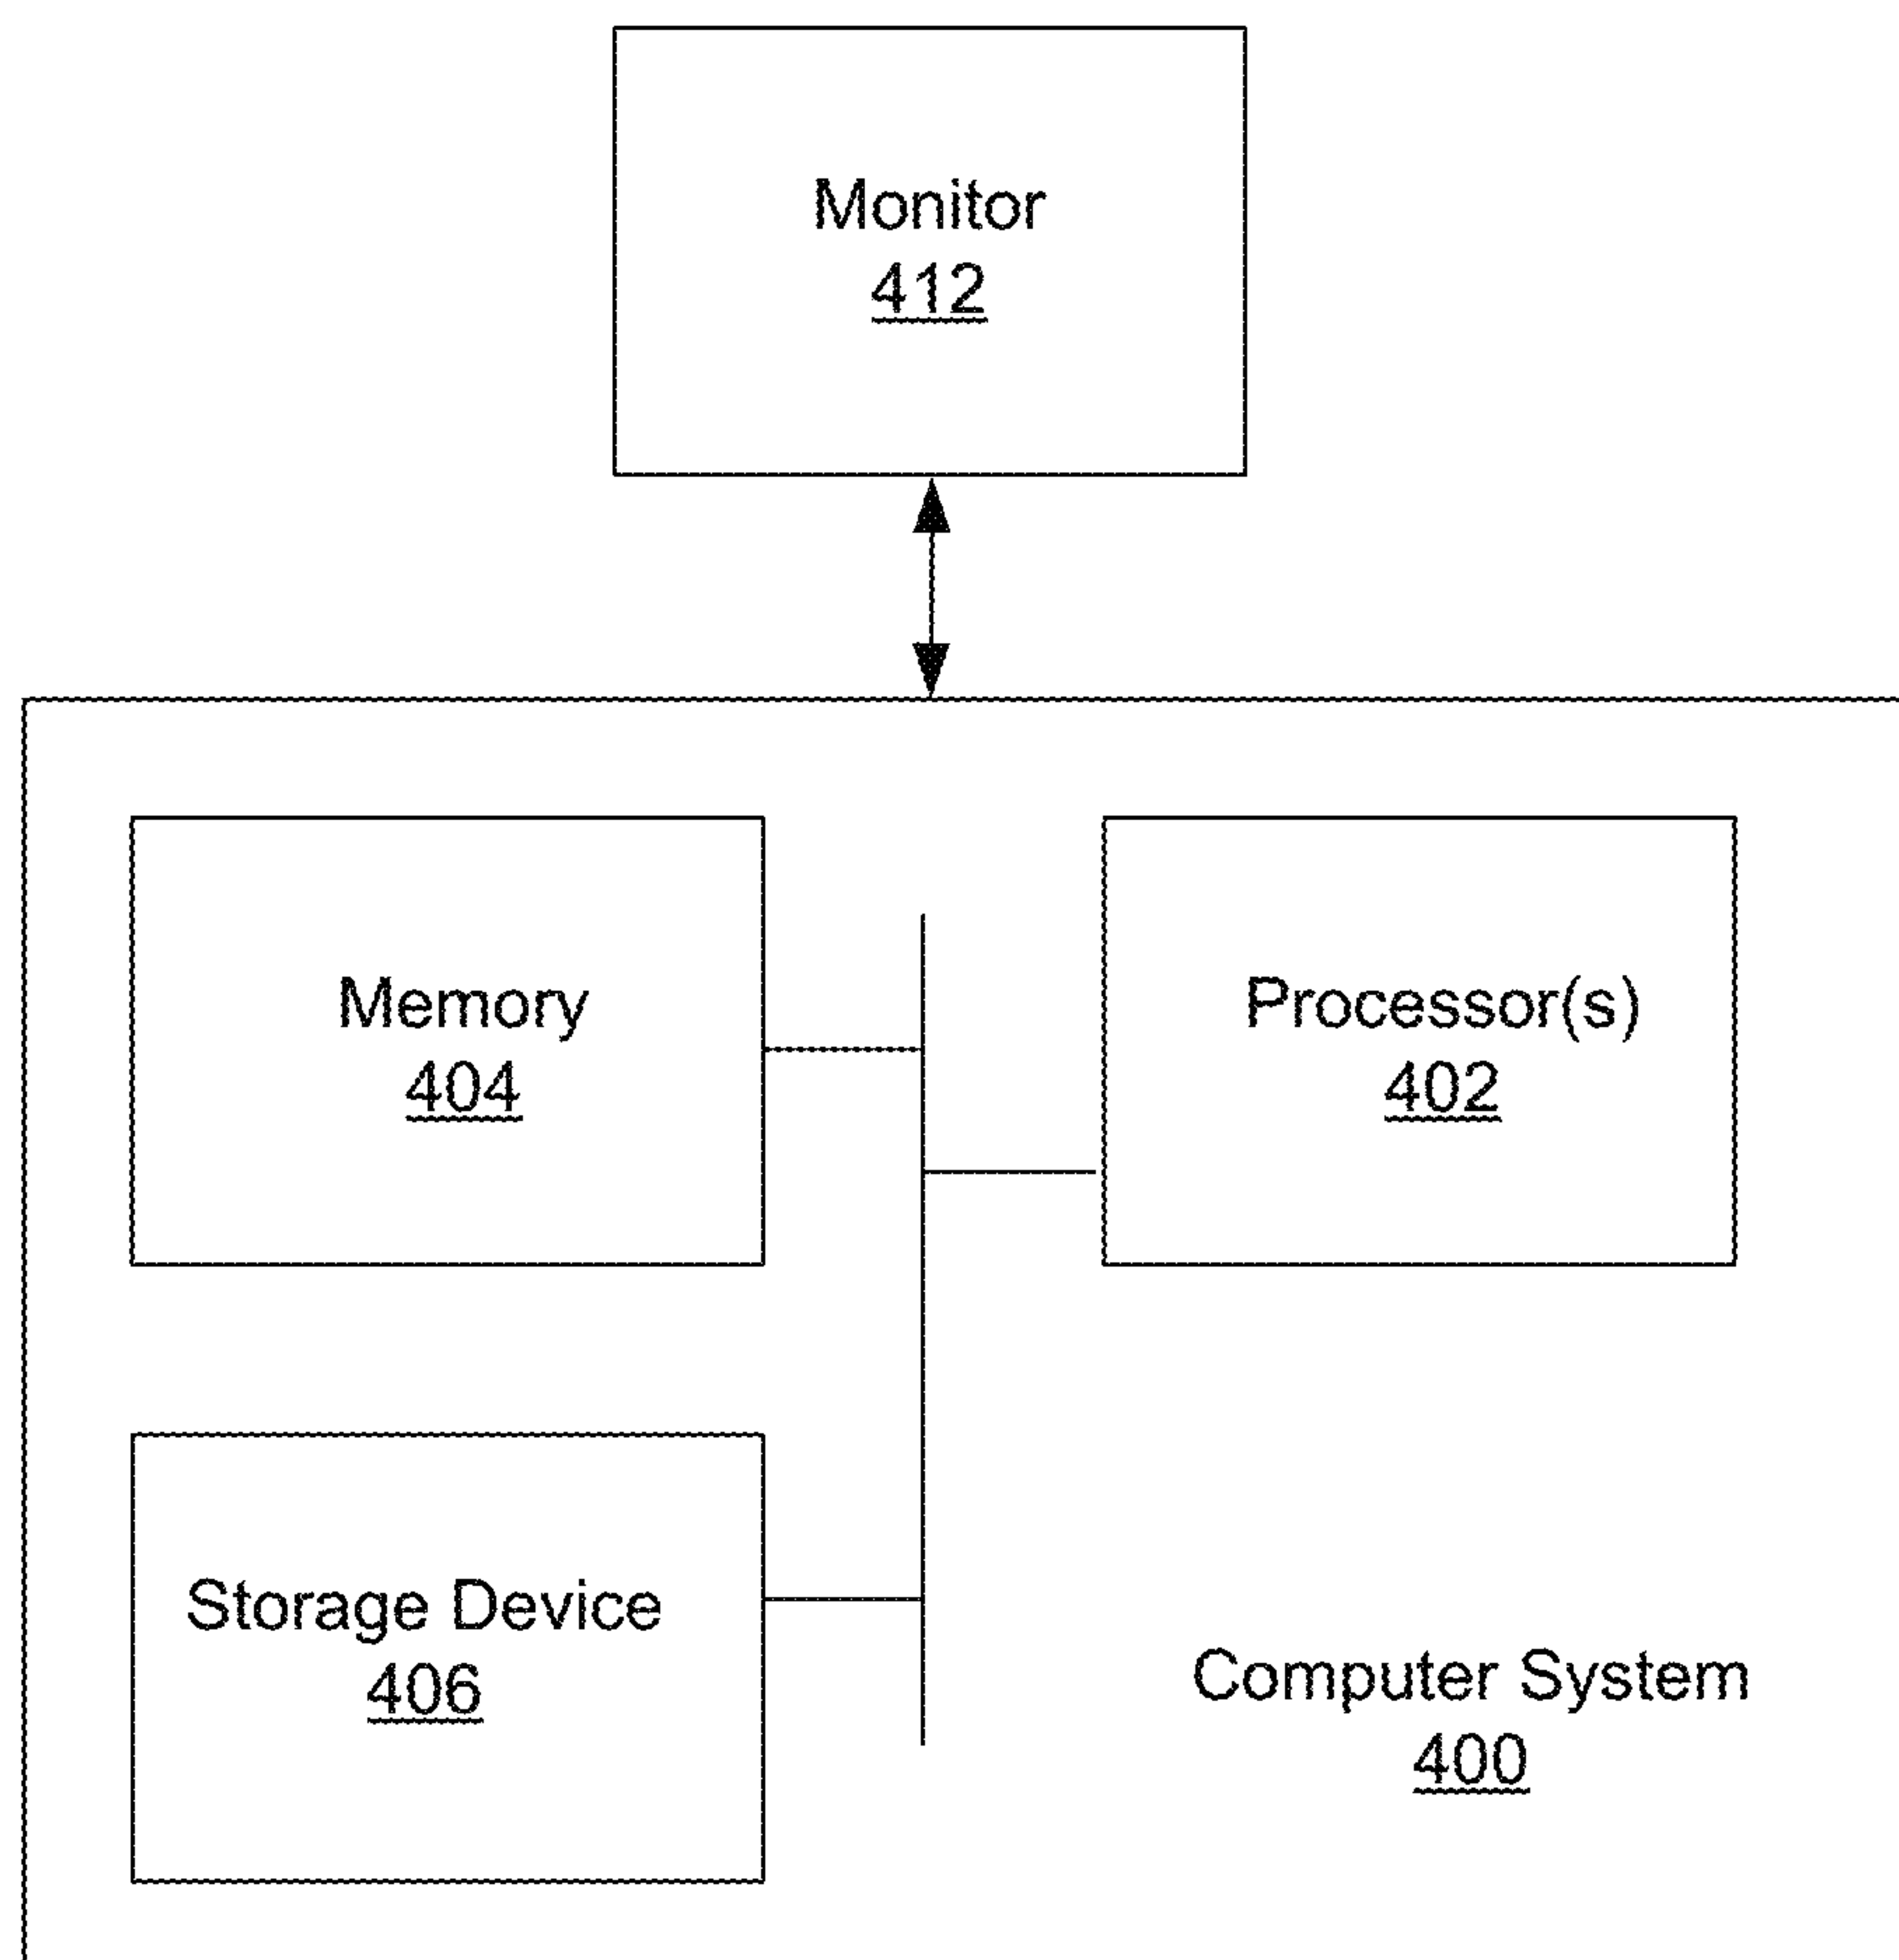 Monitor
412
Memory
404
Processor(s)
402
Storage Device
406
Computer System
400